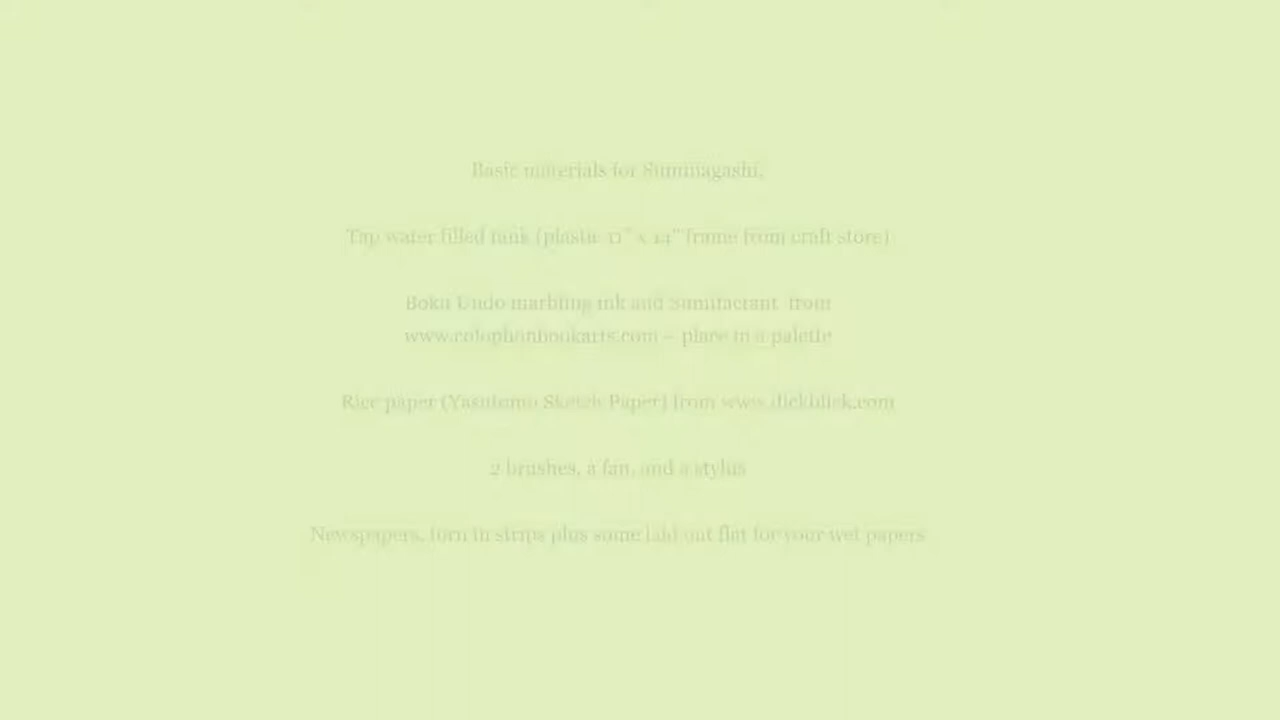 Basic materials for Suminagashi.
Tap water filled tank (plastic 11" x 14" frame from craft store)
Boku Undo marbling ink and Sumifactant from
www.colophonbookarts.com – place in a palette
Rice paper (Yasutomo Sketch Paper) from www.dickblick.com
2 brushes, a fan, and a stylus
Newspapers, torn in strips plus some laid out flat for your wet papers